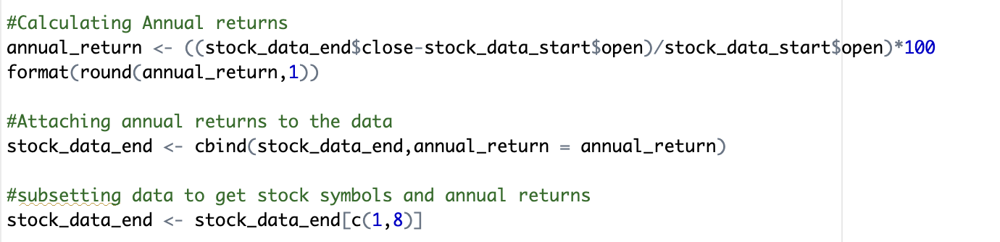 #Calculating Annual returns
annual_return <- ((stock_data_end$close-stock_data_start$open)/stock_data_start$open)*100
format(round(annual_return,1))
#Attaching annual returns to the data
stock_data_end <- cbind(stock_data_end,annual_return = annual_return)
#subsetting data to get stock symbols and annual returns
stock_data_end <- stock_data_end[c(1,8)]